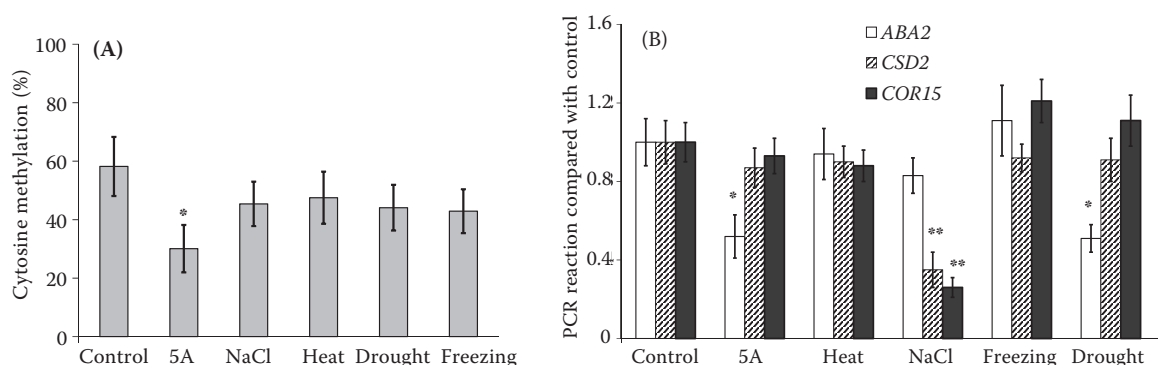 (A)
Cytosine methylation (%)
100
80
60
40
20
0
*
Control 5A NaCl Heat Drought Freezing
(B)
PCR reaction compared with control
1.6
1.2
0.8
0.4
0
ABA2
CSD2
COR15
*
**
**
*
Control 5A Heat NaCl Freezing Drought